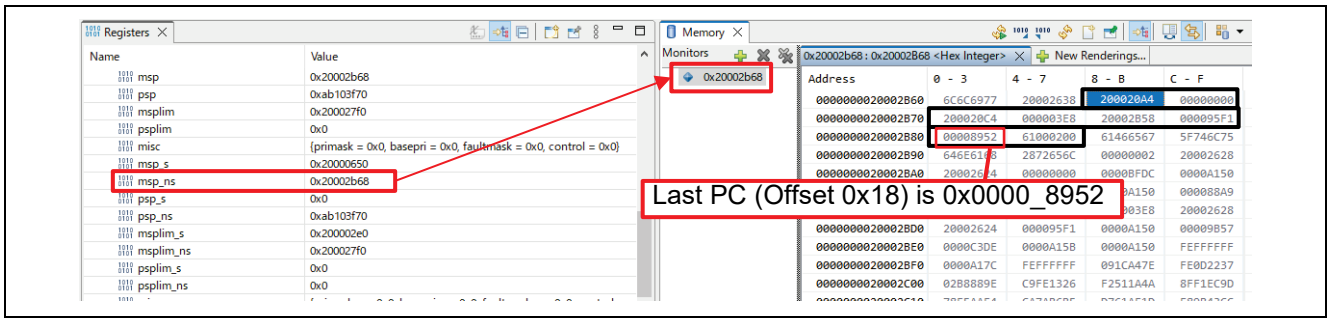 Registers
Name Value
msp 0x20002b68
psp 0xab103f70
msplim 0x200027f0
psplim 0x0
misc {primask = 0x0, basepri = 0x0, faultmask = 0x0, control = 0x0}
msp_s 0x20000650
msp_ns 0x20002b68
psp_s 0x0
psp_ns 0xab103f70
msplim_s 0x200002e0
msplim_ns 0x200027f0
psplim_s 0x0
psplim_ns 0x0
Memory
Monitors
0x20002b68
0x20002b68 : 0x20002B68 <Hex Integer> New Renderings...
Address 0 - 3 4 - 7 8 - B C - F
0000000020002B60 6C6C6977 20002638 200020A4 00000000
0000000020002B70 200020C4 000003E8 20002B58 000095F1
0000000020002B80 00008952 61000200 61466567 5F746C75
0000000020002B90 646E6168 2872656C 00000002 20002628
0000000020002BA0 20002624 00000000 0000BFDC 0000A150
000088A9
20002628
Last PC (Offset 0x18) is 0x0000_8952
0000000020002BD0 20002624 000095F1 0000A150 00009B57
0000000020002BE0 0000C3DE 0000A15B 0000A150 FEFFFFFF
0000000020002BF0 0000A17C FEFFFFFF 091CA47E FE0D2237
0000000020002C00 02B8889E C9FE1326 F2511A4A 8FF1EC9D